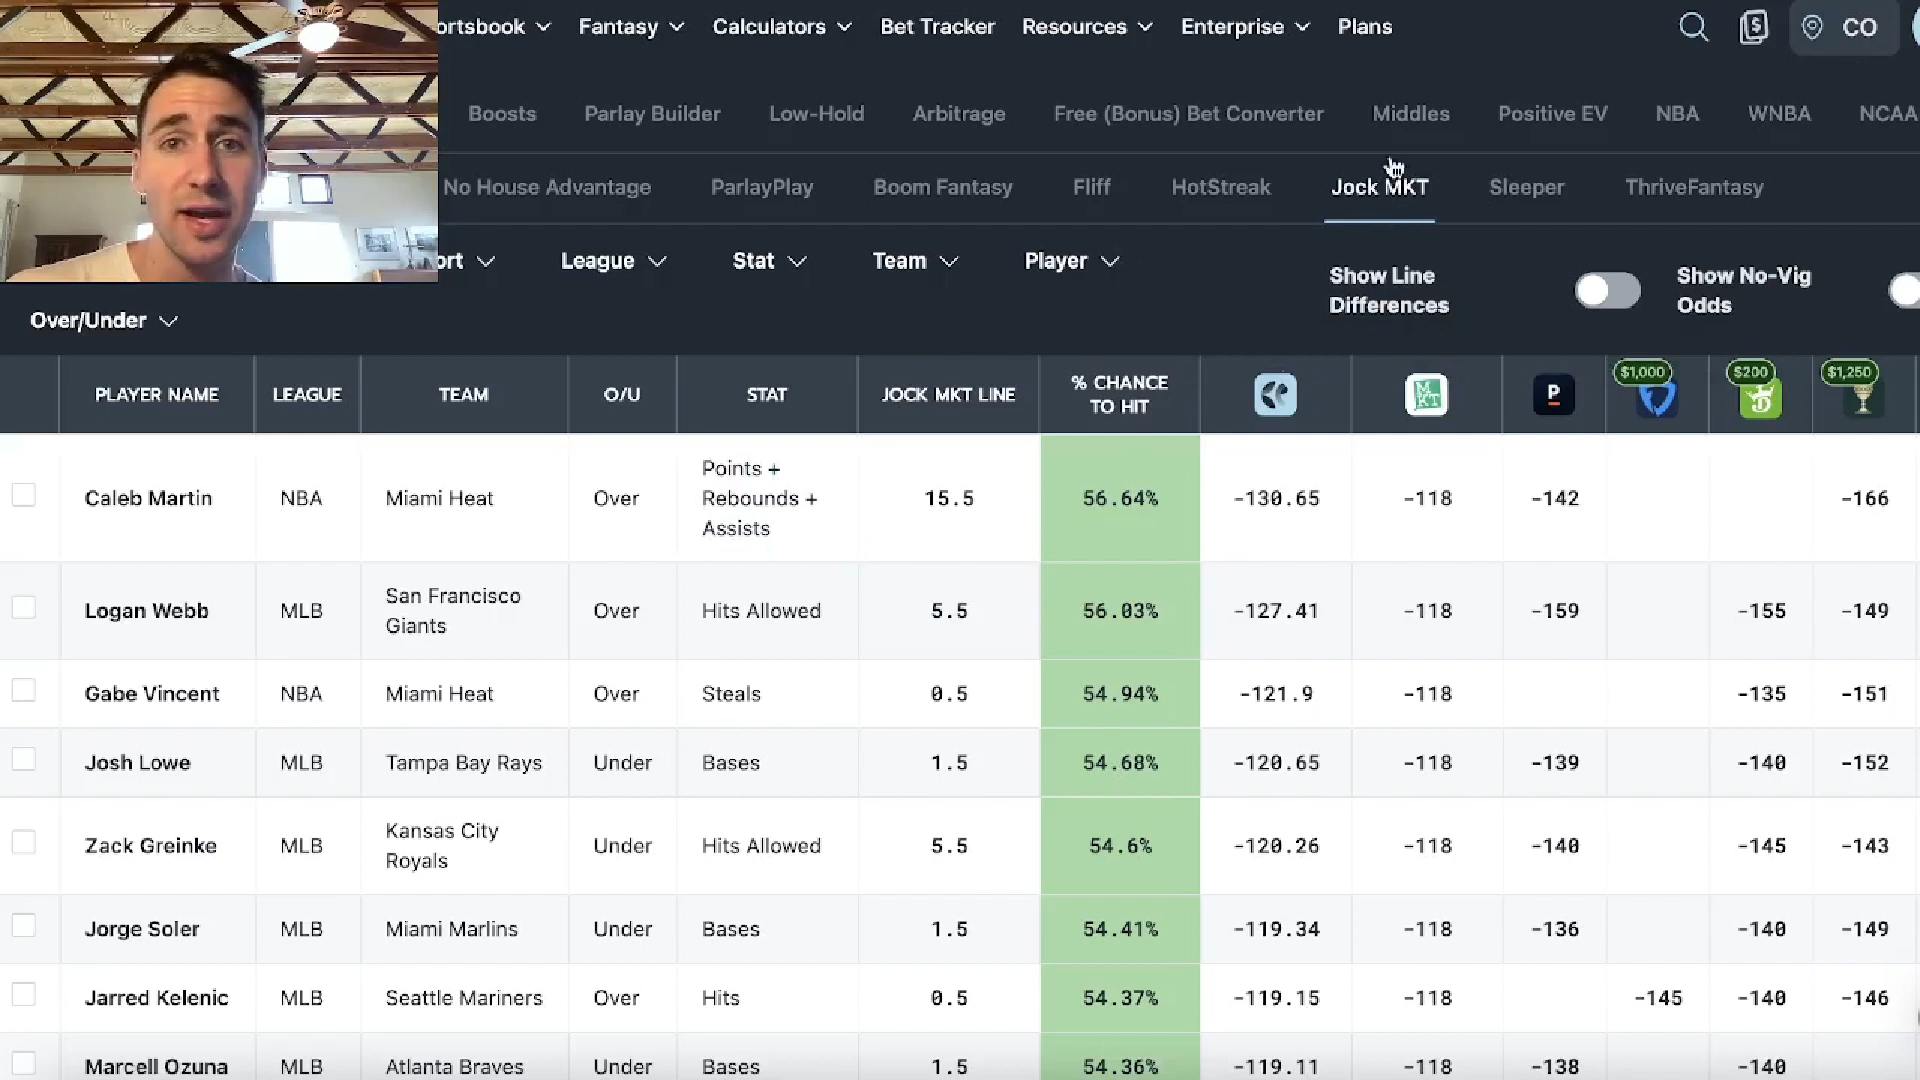 ortsbook Fantasy Calculators Bet Tracker Resources Enterprise Plans $ CO
Boosts Parlay Builder Low-Hold Arbitrage Free (Bonus) Bet Converter Middles Positive EV NBA WNBA NCAA
No House Advantage ParlayPlay Boom Fantasy Fliff HotStreak Jock MKT Sleeper ThriveFantasy
ort League Stat Team Player
Show Line
Differences
Show No-Vig
Odds
Over/Under
PLAYER NAME LEAGUE TEAM O/U STAT JOCK MKT LINE
% CHANCE
TO HIT
MKT
P
$1,000 $200 $1,250
Caleb Martin NBA Miami Heat Over
Points +
Rebounds +
Assists
15.5 56.64% -130.65 -118 -142 -166
Logan Webb MLB
San Francisco
Giants
Over Hits Allowed 5.5 56.03% -127.41 -118 -159 -155 -149
Gabe Vincent NBA Miami Heat Over Steals 0.5 54.94% -121.9 -118 -135 -151
Josh Lowe MLB Tampa Bay Rays Under Bases 1.5 54.68% -120.65 -118 -139 -140 -152
Zack Greinke MLB
Kansas City
Royals
Under Hits Allowed 5.5 54.6% -120.26 -118 -140 -145 -143
Jorge Soler MLB Miami Marlins Under Bases 1.5 54.41% -119.34 -118 -136 -140 -149
Jarred Kelenic MLB Seattle Mariners Over Hits 0.5 54.37% -119.15 -118 -145 -140 -146
Marcell Ozuna MLB Atlanta Braves Under Bases 1.5 54.36% -119.11 -118 -138 -140